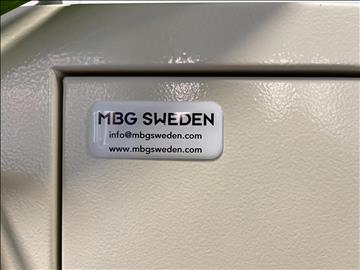 MBG SWEDEN
info@mbgsweden.com
www.mbgsweden.com